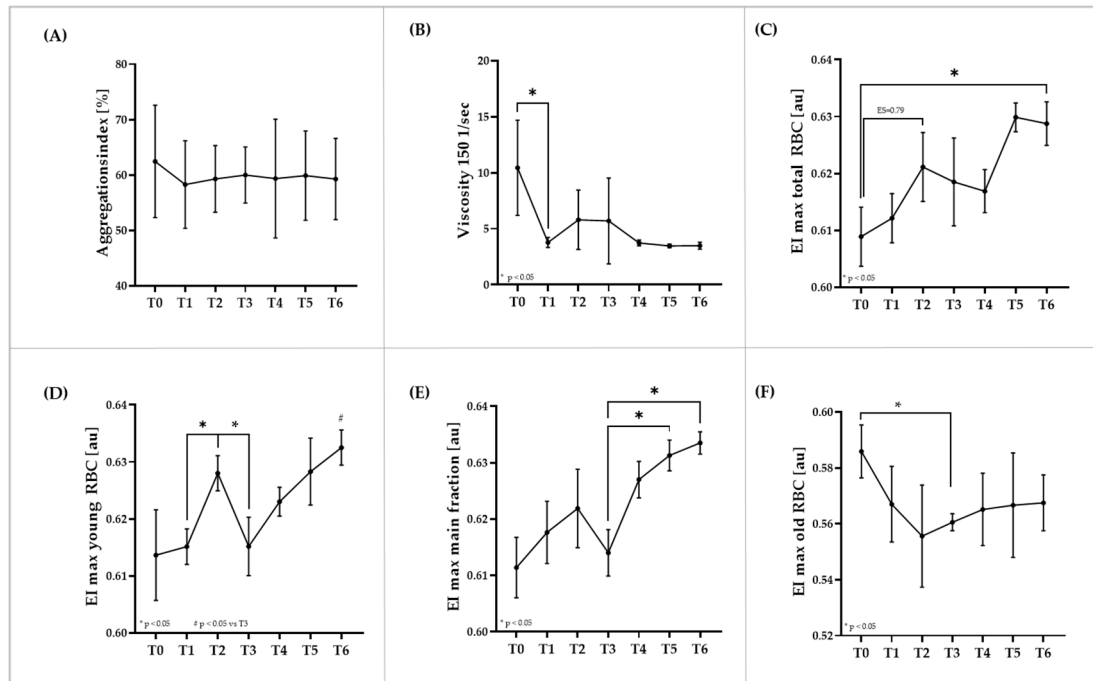 (A)
Aggregationsindex [%]
80
70
60
50
40
T0 T1 T2 T3 T4 T5 T6
(B)
Viscosity 150 1/sec
20
15
10
5
0
*
* p < 0.05
T0 T1 T2 T3 T4 T5 T6
(C)
EI max total RBC [au]
0.64
0.63
0.62
0.61
0.60
*
ES=0.79
* p < 0.05
T0 T1 T2 T3 T4 T5 T6
(D)
EI max young RBC [au]
0.64
0.63
0.62
0.61
0.60
* *
#
* p < 0.05 # p < 0.05 vs T3
T0 T1 T2 T3 T4 T5 T6
(E)
EI max main fraction [au]
0.64
0.63
0.62
0.61
0.60
*
*
* p < 0.05
T0 T1 T2 T3 T4 T5 T6
(F)
EI max old RBC [au]
0.60
0.58
0.56
0.54
0.52
*
* p < 0.05
T0 T1 T2 T3 T4 T5 T6